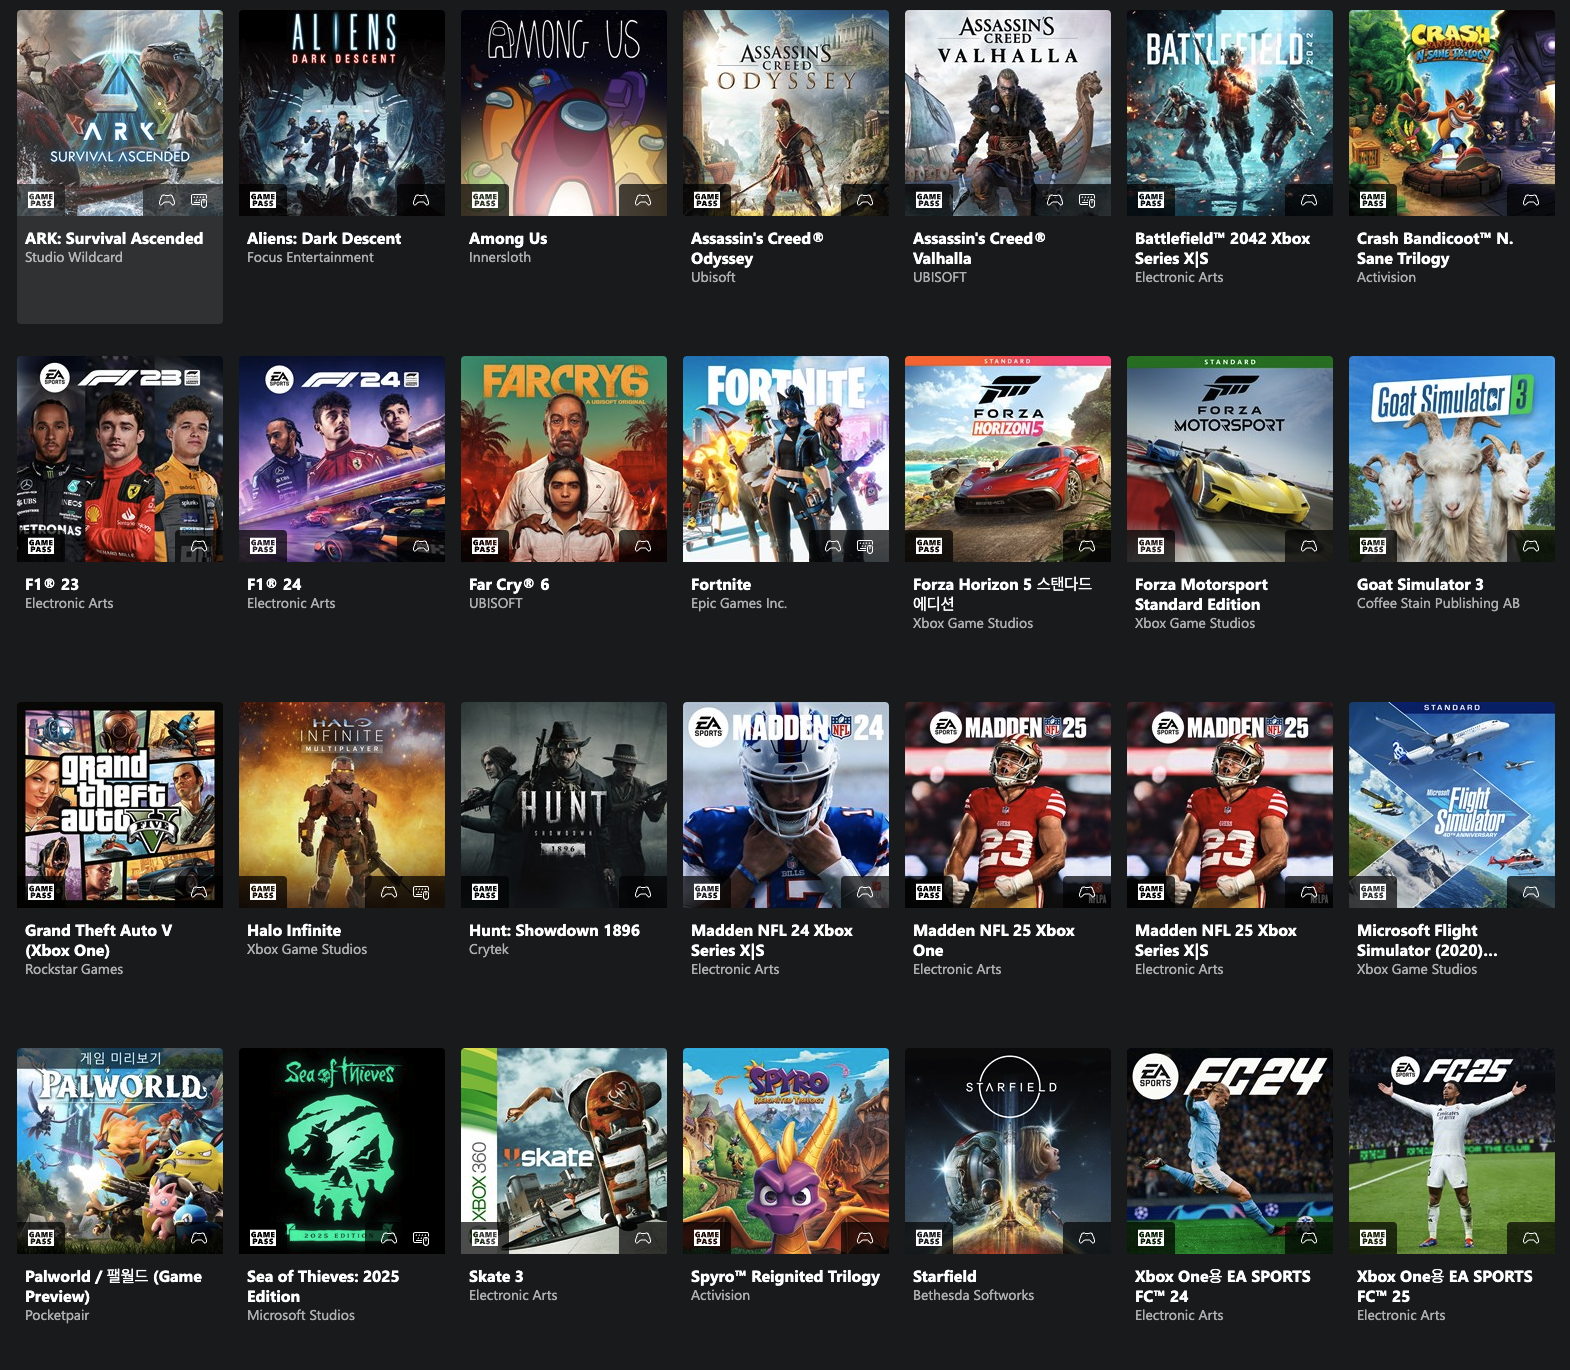 ARK
SURVIVAL ASCENDED
GAME PASS
ARK: Survival Ascended
Studio Wildcard
ALIENS
DARK DESCENT
GAME PASS
Aliens: Dark Descent
Focus Entertainment
AMONG US
GAME PASS
Among Us
Innersloth
ASSASSIN'S
CREED
ODYSSEY
GAME PASS
Assassin's Creed®
Odyssey
Ubisoft
ASSASSIN'S
CREED
VALHALLA
GAME PASS
Assassin's Creed®
Valhalla
UBISOFT
BATTLEFIELD 2042
GAME PASS
Battlefield™ 2042 Xbox
Series X|S
Electronic Arts
CRASH
BANDICOOT
N. SANE TRILOGY
GAME PASS
Crash Bandicoot™ N.
Sane Trilogy
Activision
EA SPORTS
F1 23
PETRONAS
GAME PASS
F1® 23
Electronic Arts
EA SPORTS
F1 24
GAME PASS
F1® 24
Electronic Arts
FARCRY6
A UBISOFT ORIGINAL
GAME PASS
Far Cry® 6
UBISOFT
FORTNITE
Fortnite
Epic Games Inc.
STANDARD
FORZA
HORIZON 5
GAME PASS
Forza Horizon 5 스탠다드
에디션
Xbox Game Studios
STANDARD
FORZA
MOTORSPORT
GAME PASS
Forza Motorsport
Standard Edition
Xbox Game Studios
Goat Simulator 3
GAME PASS
Goat Simulator 3
Coffee Stain Publishing AB
grand
theft
auto V
FIVE
GAME PASS
Grand Theft Auto V
(Xbox One)
Rockstar Games
HALO
INFINITE
MULTIPLAYER
GAME PASS
Halo Infinite
Xbox Game Studios
HUNT
SHOWDOWN
1896
GAME PASS
Hunt: Showdown 1896
Crytek
EA SPORTS
MADDEN NFL 24
BILLS
GAME PASS
Madden NFL 24 Xbox
Series X|S
Electronic Arts
EA SPORTS
MADDEN NFL 25
49ERS
23
NFLPA
GAME PASS
Madden NFL 25 Xbox
One
Electronic Arts
EA SPORTS
MADDEN NFL 25
49ERS
23
NFLPA
GAME PASS
Madden NFL 25 Xbox
Series X|S
Electronic Arts
STANDARD
Microsoft
Flight
Simulator
40TH ANNIVERSARY
GAME PASS
Microsoft Flight
Simulator (2020)...
Xbox Game Studios
게임 미리보기
PALWORLD
GAME PASS
Palworld / 팰월드 (Game
Preview)
Pocketpair
Sea of Thieves
2025 EDITION
GAME PASS
Sea of Thieves: 2025
Edition
Microsoft Studios
XBOX 360
skate 3
GAME PASS
Skate 3
Electronic Arts
SPYRO
REIGNITED TRILOGY
GAME PASS
Spyro™ Reignited Trilogy
Activision
STARFIELD
GAME PASS
Starfield
Bethesda Softworks
EA SPORTS
FC24
GAME PASS
Xbox One용 EA SPORTS
FC™ 24
Electronic Arts
EA SPORTS
FC25
GAME PASS
Xbox One용 EA SPORTS
FC™ 25
Electronic Arts